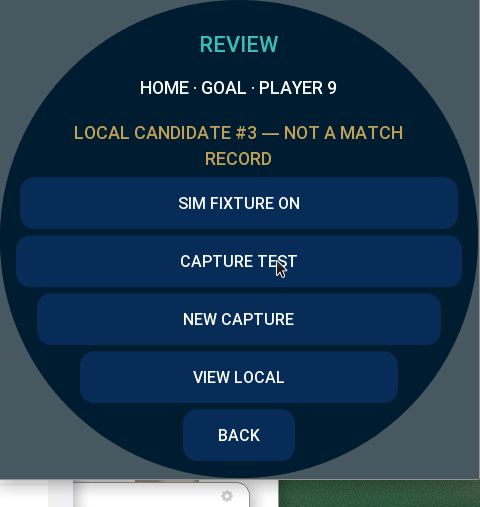 REVIEW
HOME · GOAL · PLAYER 9
LOCAL CANDIDATE #3 — NOT A MATCH
RECORD
SIM FIXTURE ON
CAPTURE TEST
NEW CAPTURE
VIEW LOCAL
BACK